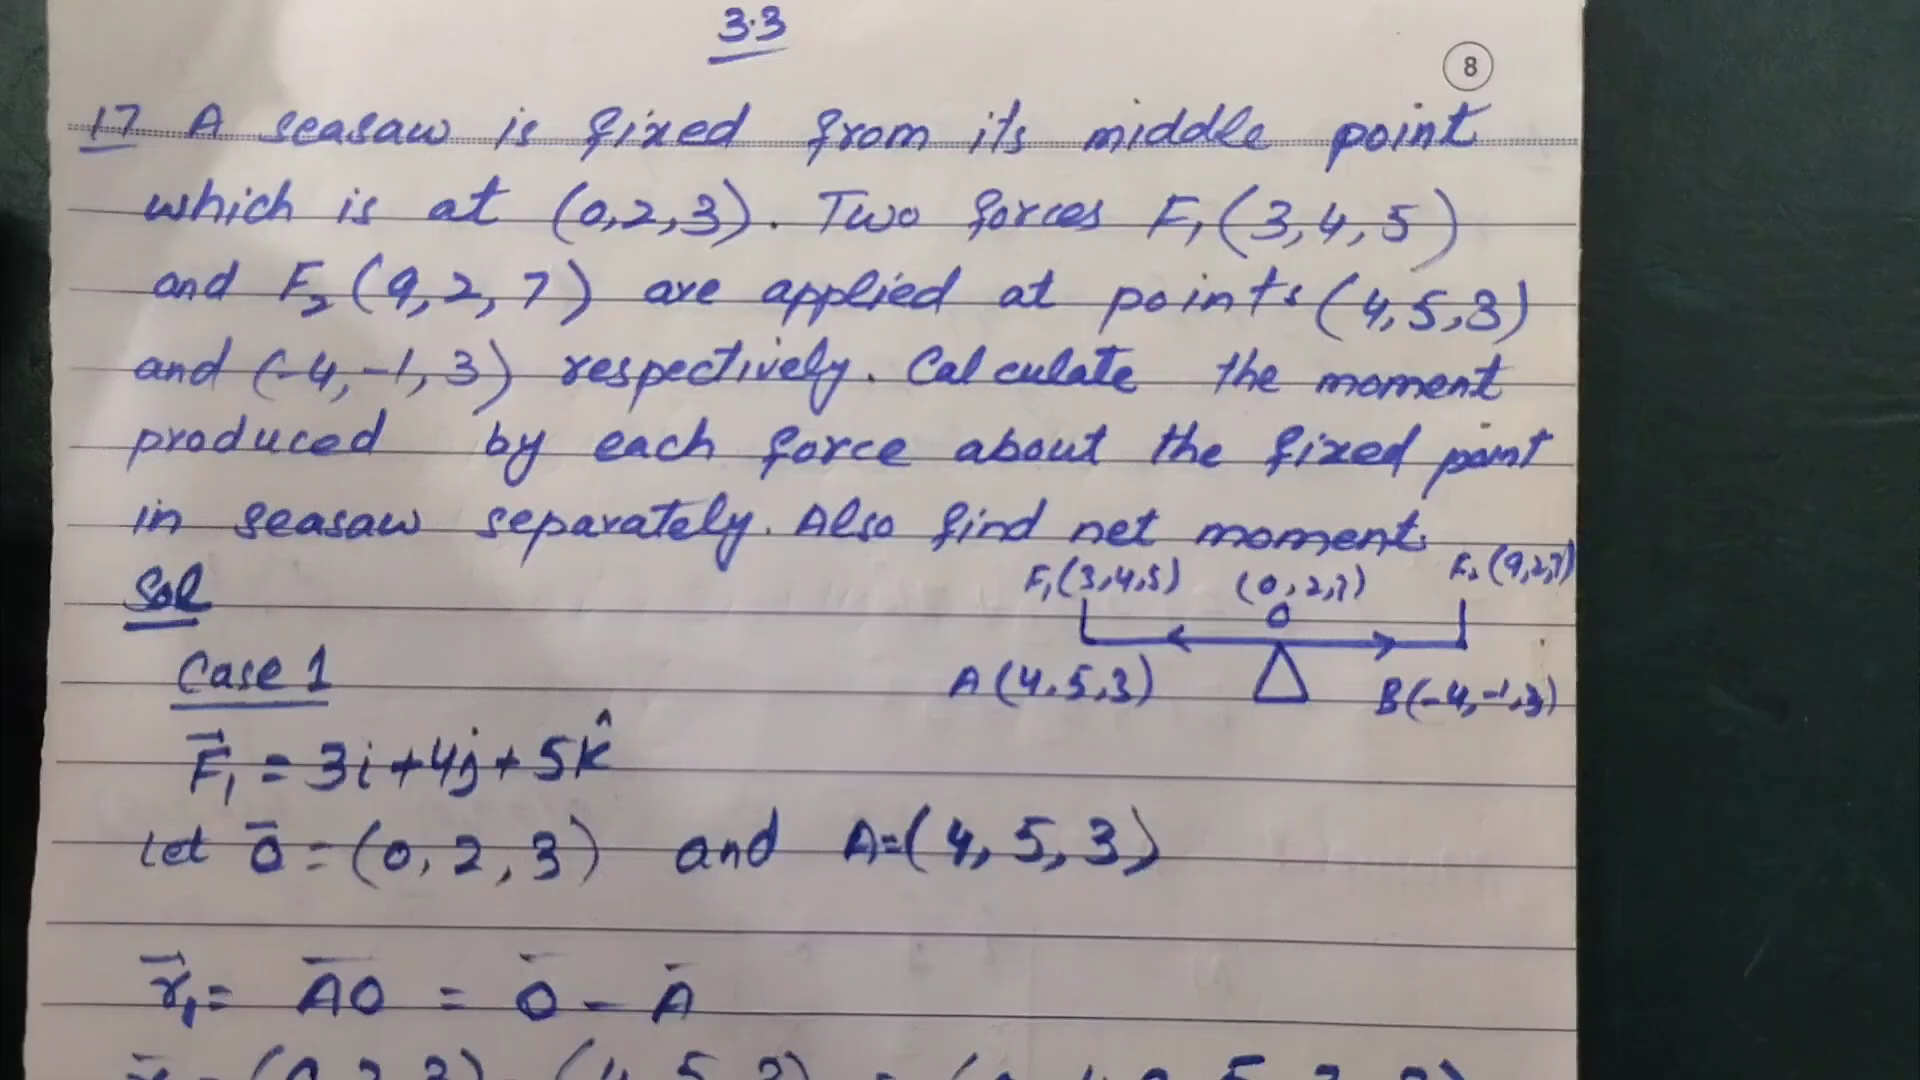 3.3
8
17 A seasaw is fixed from its middle point
which is at (0,2,3). Two forces F₁(3,4,5)
and F₂(9,2,7) are applied at points (4,5,3)
and (-4,-1,3) respectively. Calculate the moment
produced by each force about the fixed point
in seasaw separately. Also find net moment.
Sol
F₁(3,4,5) (0,2,3) F₂(9,2,7)
O
A(4,5,3) B(-4,-1,3)
Case 1
F⃗₁ = 3i+4j+5k̂
Let O̅ = (0,2,3) and A=(4,5,3)
r⃗₁ = A̅O̅ = O̅ - A̅